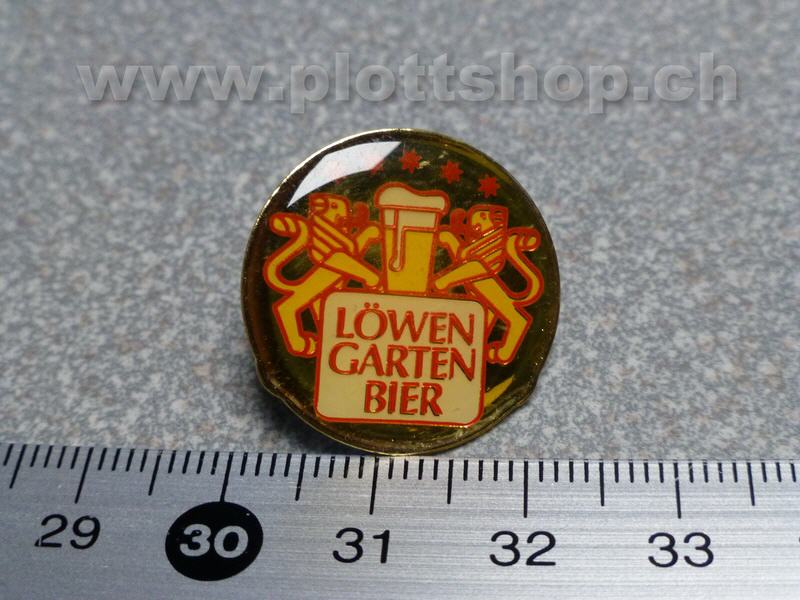 www.plottshop.ch
LÖWEN
GARTEN
BIER
29 30 31 32 33